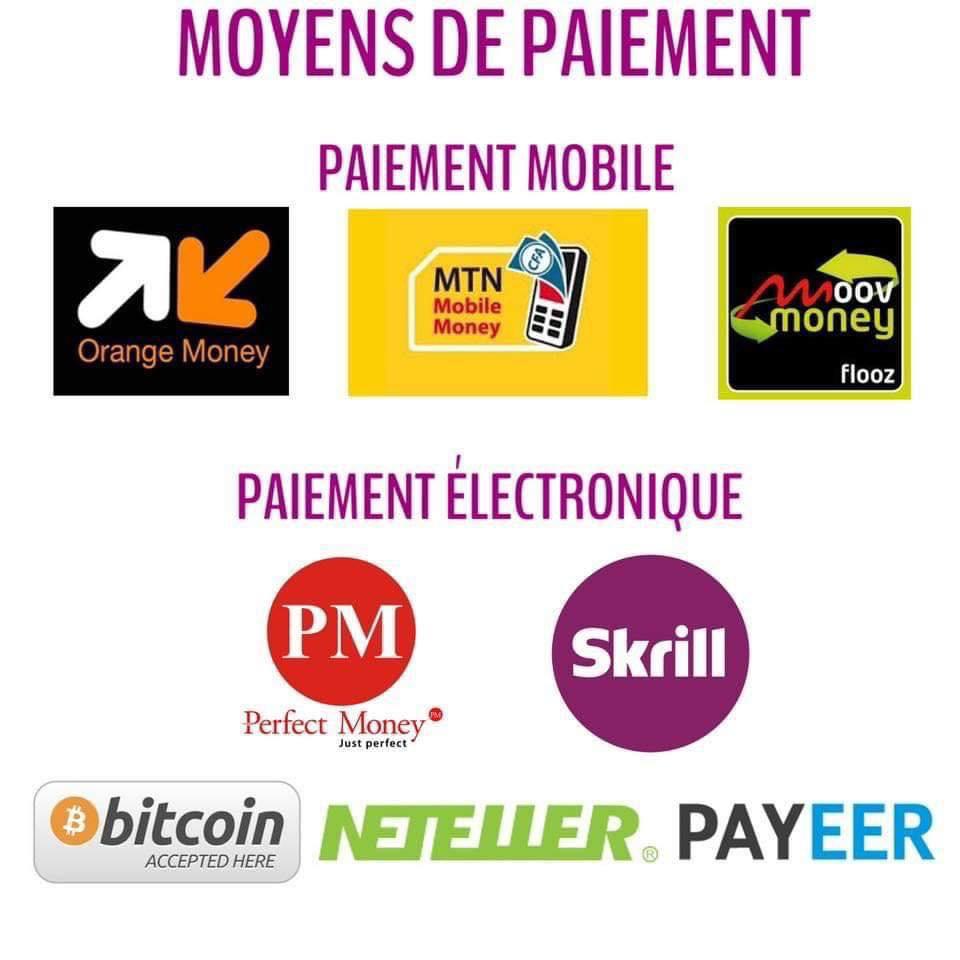 MOYENS DE PAIEMENT
PAIEMENT MOBILE
Orange Money
MTN
Mobile
Money
CFA
moov
money
flooz
PAIEMENT ÉLECTRONIQUE
PM
Perfect Money PM
Just perfect
Skrill
bitcoin
ACCEPTED HERE
NETELLER®
PAYEER